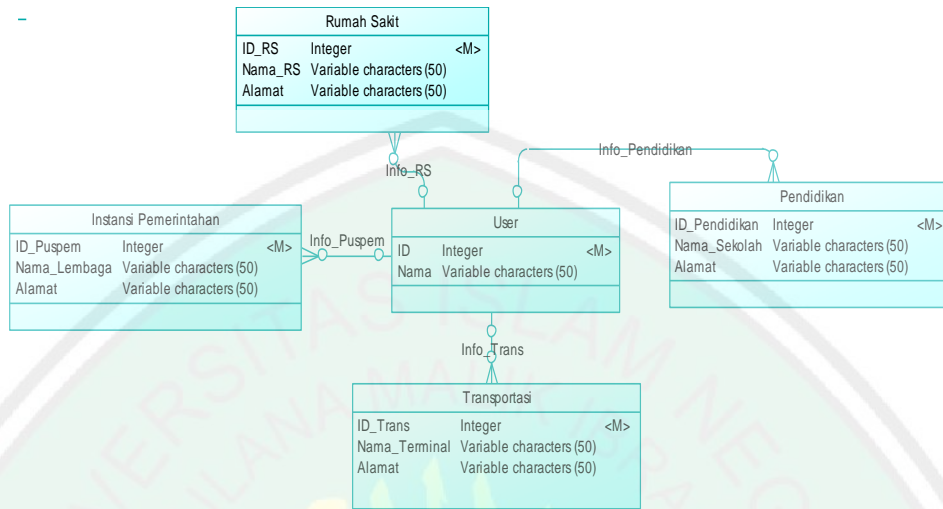 Rumah Sakit
ID_RS Integer <M>
Nama_RS Variable characters (50)
Alamat Variable characters (50)
Info_RS
Info_Pendidikan
Pendidikan
ID_Pendidikan Integer <M>
Nama_Sekolah Variable characters (50)
Alamat Variable characters (50)
Instansi Pemerintahan
ID_Puspem Integer <M>
Nama_Lembaga Variable characters (50)
Alamat Variable characters (50)
Info_Puspem
User
ID Integer <M>
Nama Variable characters (50)
Info_Trans
Transportasi
ID_Trans Integer <M>
Nama_Terminal Variable characters (50)
Alamat Variable characters (50)